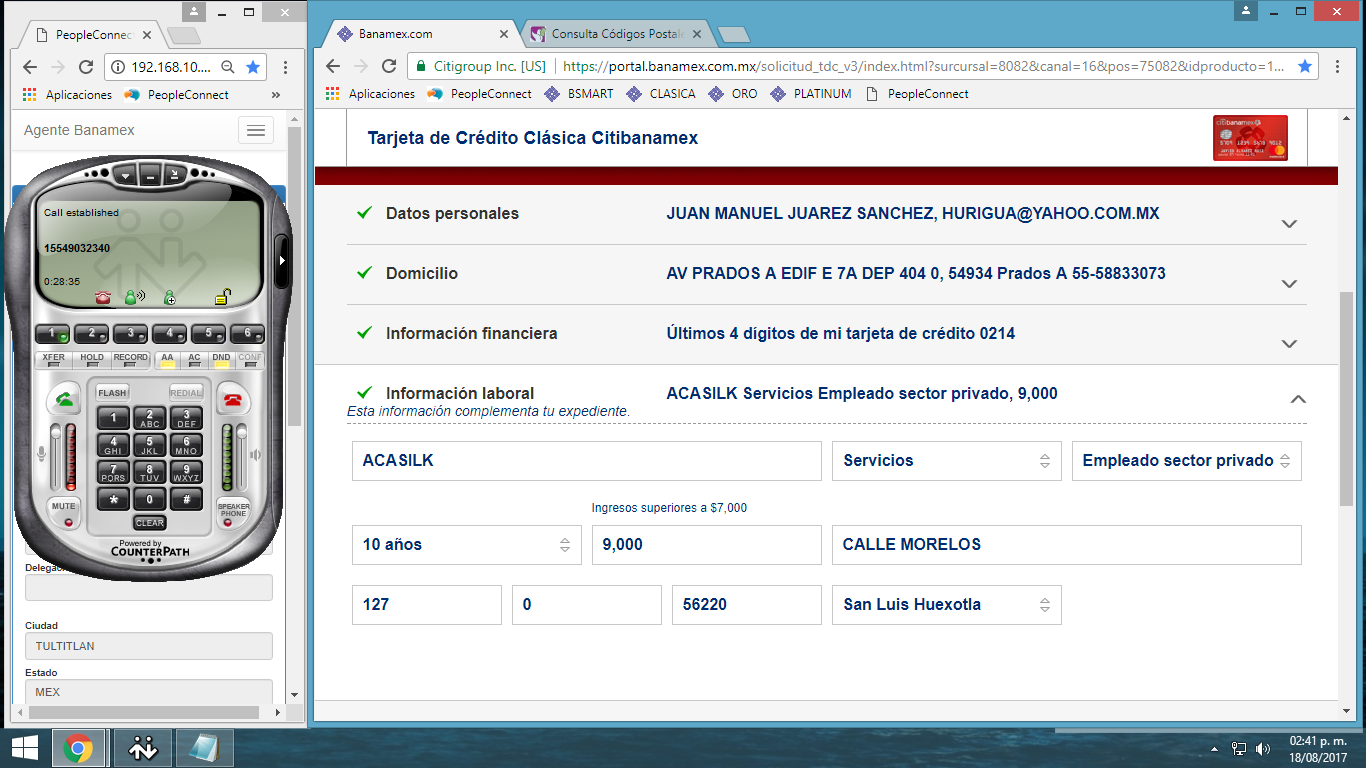 PeopleConnec
192.168.10....
Aplicaciones
PeopleConnect
»
Agente Banamex
Call established
15549032340
0:28:35
1 2 3 4 5 6
XFER HOLD RECORD AA AC DND CONF
FLASH REDIAL
1 2 ABC 3 DEF
4 GHI 5 JKL 6 MNO
7 PQRS 8 TUV 9 WXYZ
* 0 #
MUTE
CLEAR
SPEAKER PHONE
Powered by
COUNTERPATH
Delegac
Ciudad
TULTITLAN
Estado
MEX
Banamex.com
Consulta Códigos Postale
Citigroup Inc. [US]
https://portal.banamex.com.mx/solicitud_tdc_v3/index.html?surcursal=8082&canal=16&pos=75082&idproducto=1...
Aplicaciones PeopleConnect BSMART CLASICA ORO PLATINUM PeopleConnect
Tarjeta de Crédito Clásica Citibanamex
citibanamex
Datos personales JUAN MANUEL JUAREZ SANCHEZ, HURIGUA@YAHOO.COM.MX
Domicilio AV PRADOS A EDIF E 7A DEP 404 0, 54934 Prados A 55-58833073
Información financiera Últimos 4 dígitos de mi tarjeta de crédito 0214
Información laboral ACASILK Servicios Empleado sector privado, 9,000
Esta información complementa tu expediente.
ACASILK Servicios Empleado sector privado
Ingresos superiores a $7,000
10 años 9,000 CALLE MORELOS
127 0 56220 San Luis Huexotla
02:41 p. m.
18/08/2017